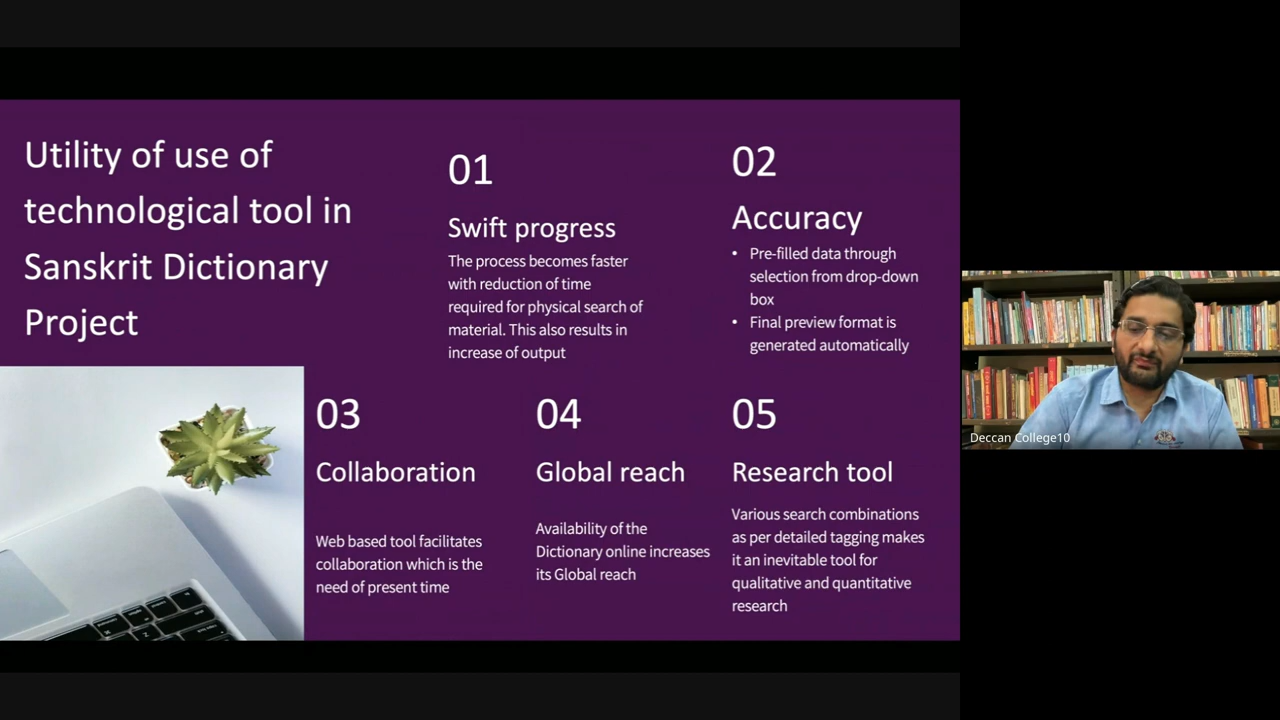 Utility of use of
technological tool in
Sanskrit Dictionary
Project
01
Swift progress
The process becomes faster
with reduction of time
required for physical search of
material. This also results in
increase of output
02
Accuracy
• Pre-filled data through
selection from drop-down
box
• Final preview format is
generated automatically
03
Collaboration
Web based tool facilitates
collaboration which is the
need of present time
04
Global reach
Availability of the
Dictionary online increases
its Global reach
05
Research tool
Various search combinations
as per detailed tagging makes
it an inevitable tool for
qualitative and quantitative
research
Deccan College10